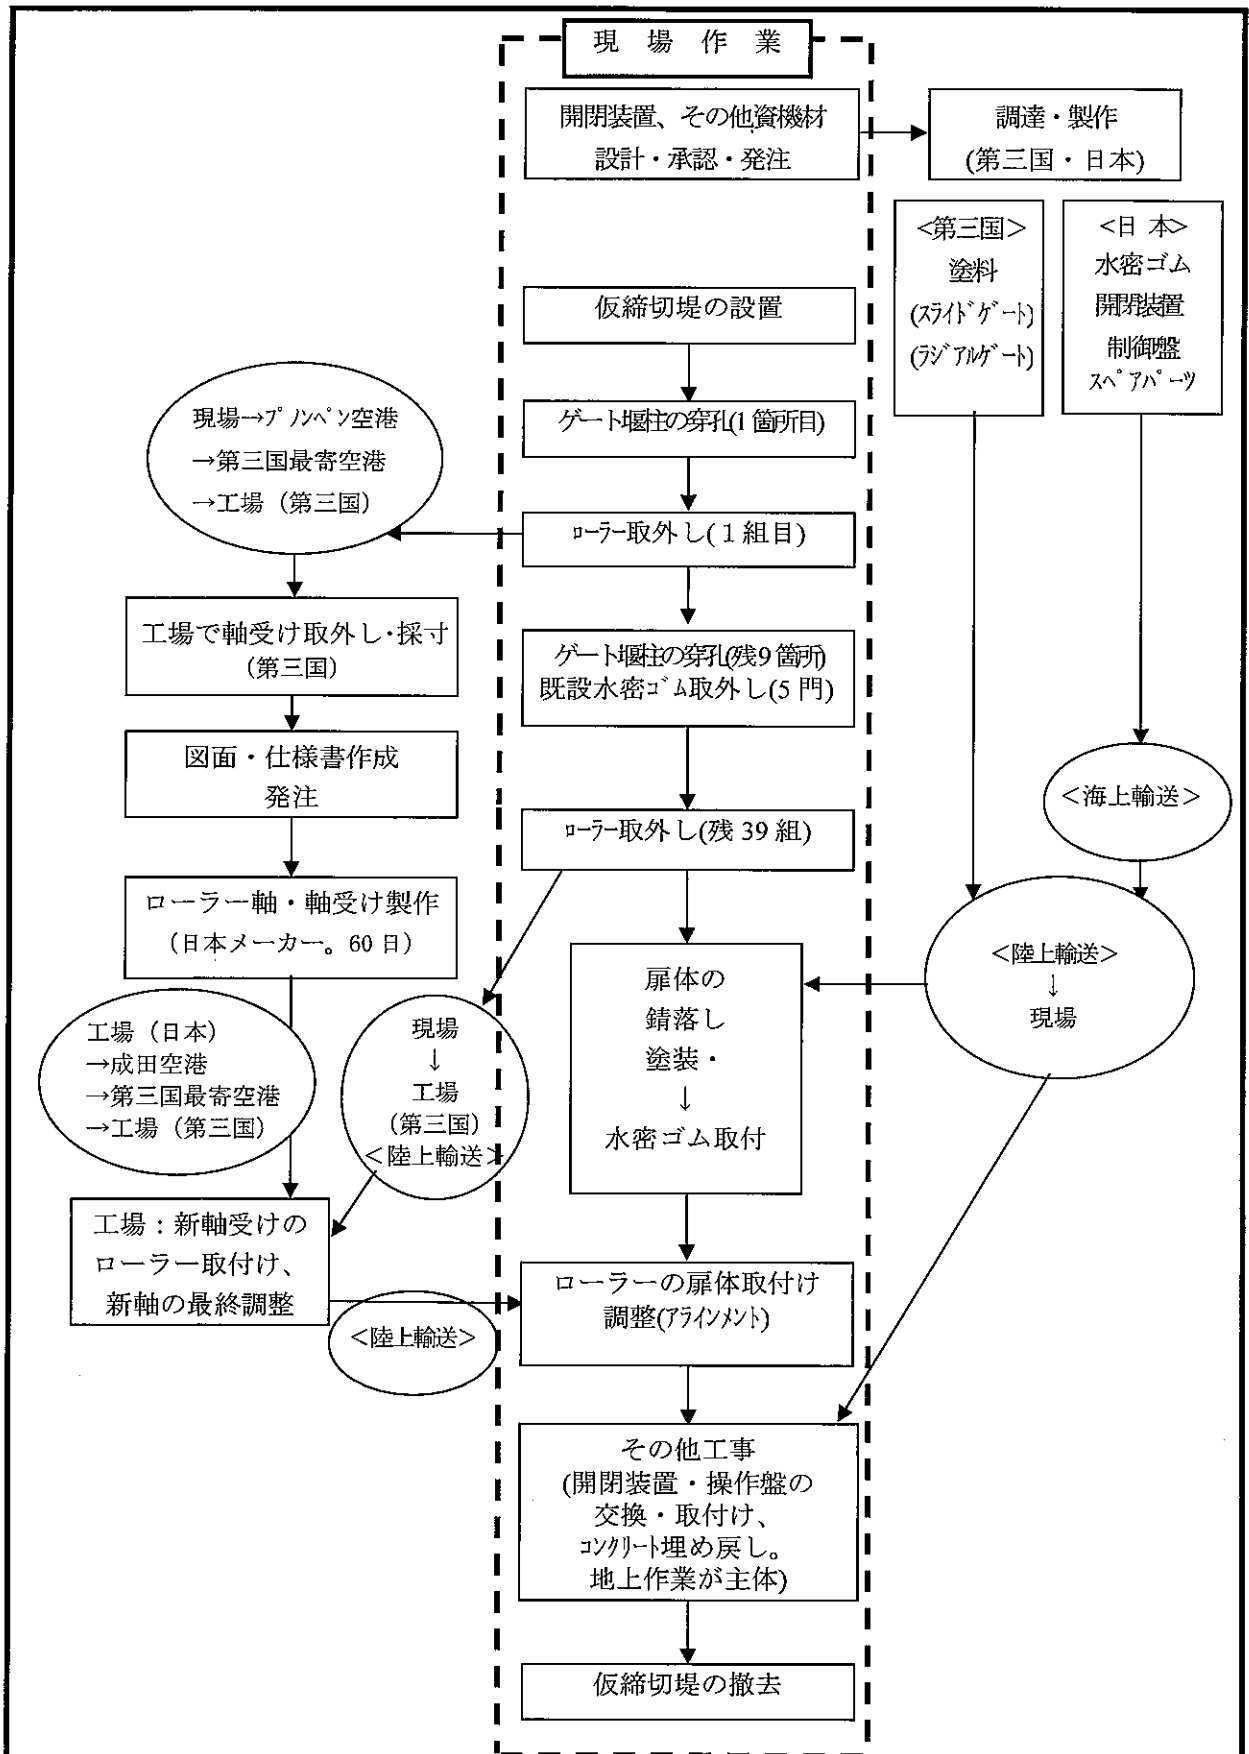 現場作業
開閉装置、その他資機材
設計・承認・発注
調達・製作
(第三国・日本)
<第三国>
塗料
(スライドゲート)
(ラジアルゲート)
<日 本>
水密ゴム
開閉装置
制御盤
スペアパーツ
仮締切堤の設置
ゲート堰柱の穿孔(1箇所目)
現場→プノンペン空港
→第三国最寄空港
→工場（第三国）
ローラー取外し(1組目)
工場で軸受け取外し・採寸
(第三国)
ゲート堰柱の穿孔(残9箇所)
既設水密ゴム取外し(5門)
図面・仕様書作成
発注
<海上輸送>
ローラー取外し(残39組)
ローラー軸・軸受け製作
(日本メーカー。60日)
<陸上輸送>
↓
現場
扉体の
錆落し
塗装・
↓
水密ゴム取付
工場（日本）
→成田空港
→第三国最寄空港
→工場（第三国）
現場
↓
工場
(第三国)
<陸上輸送>
工場：新軸受けの
ローラー取付け、
新軸の最終調整
<陸上輸送>
ローラーの扉体取付け
調整(アラインメント)
その他工事
(開閉装置・操作盤の
交換・取付け、
コンクリート埋め戻し。
地上作業が主体)
仮締切堤の撤去